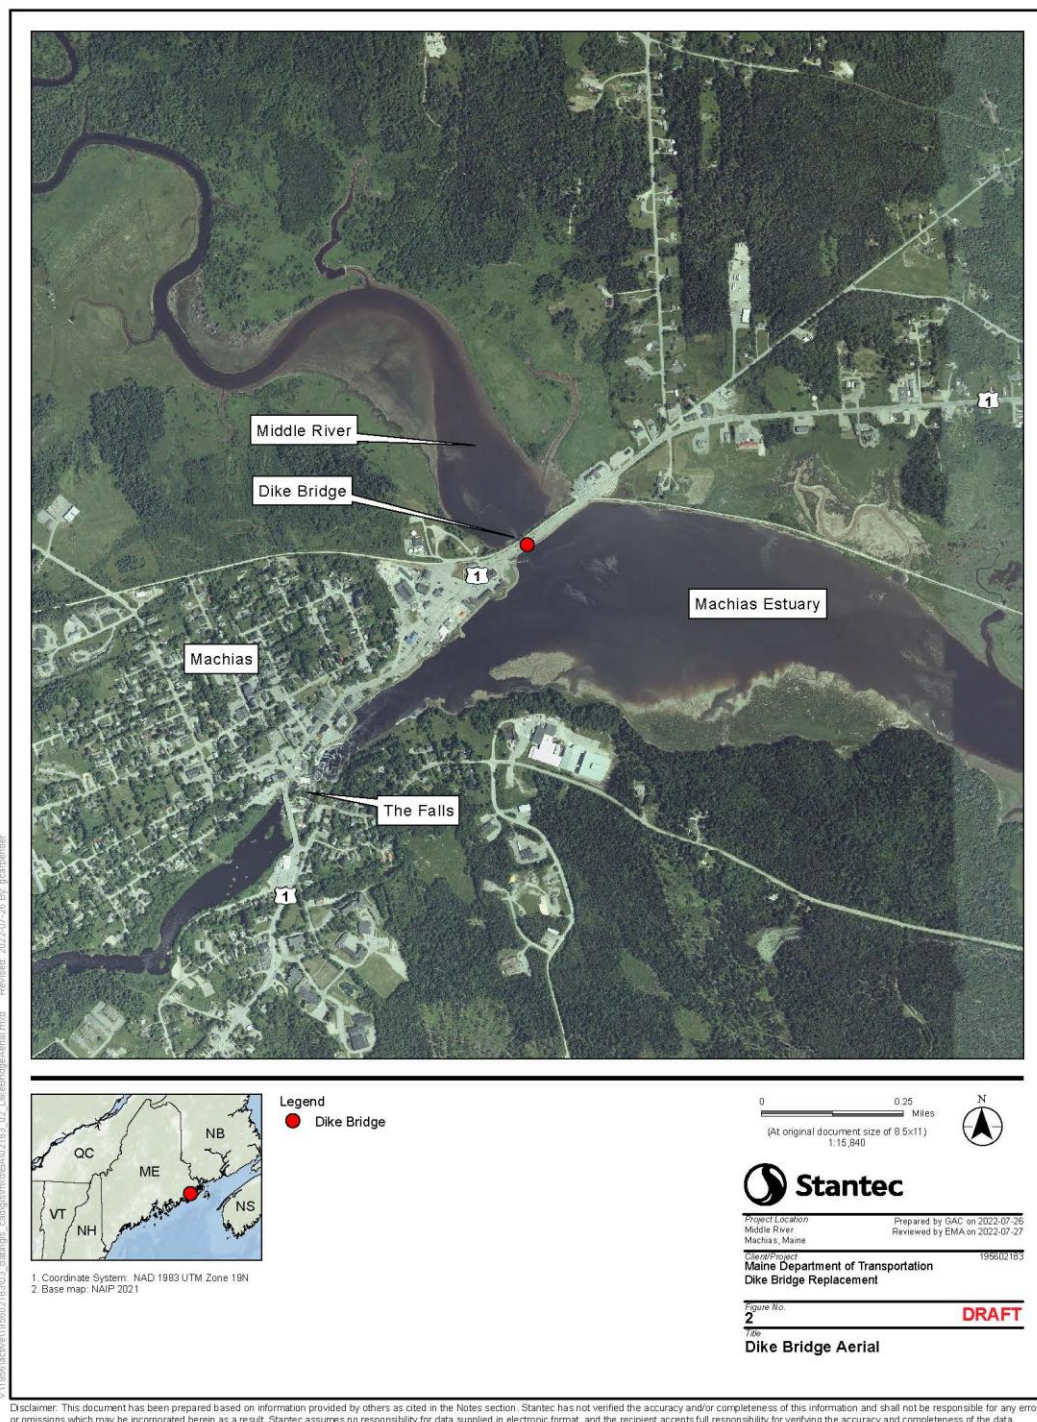 1
Middle River
Dike Bridge
1
Machias Estuary
Machias
The Falls
1
QC
NB
ME
VT
NH
NS
Legend
Dike Bridge
0 0.25
Miles
(At original document size of 8.5x11)
1:15,840
N
Stantec
Project Location
Middle River
Machias, Maine
Prepared by GAC on 2022-07-26
Reviewed by EMA on 2022-07-27
Client/Project 195602183
Maine Department of Transportation
Dike Bridge Replacement
Figure No.
2 DRAFT
Title
Dike Bridge Aerial
1. Coordinate System: NAD 1983 UTM Zone 19N
2. Base map: NAIP 2021
Revised: 2022-07-26 By: gcarpenter
Disclaimer: This document has been prepared based on information provided by others as cited in the Notes section. Stantec has not verified the accuracy and/or completeness of this information and shall not be responsible for any erro
or omissions which may be incorporated herein as a result. Stantec assumes no responsibility for data supplied in electronic format, and the recipient accepts full responsibility for verifying the accuracy and completeness of the data.